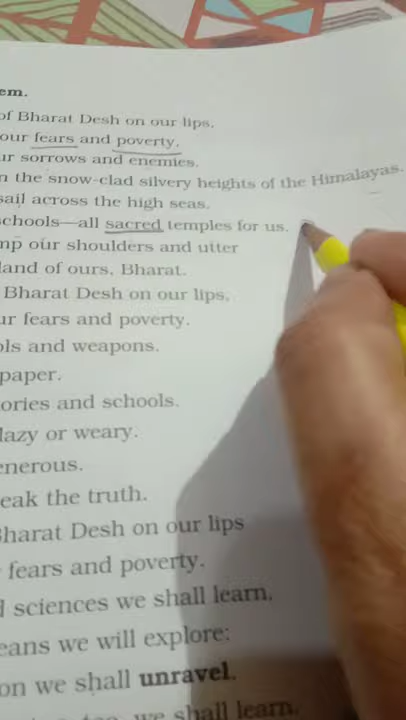 em.
of Bharat Desh on our lips,
our fears and poverty.
ur sorrows and enemies.
n the snow-clad silvery heights of the Himalayas.
sail across the high seas.
schools—all sacred temples for us.
mp our shoulders and utter
land of ours, Bharat.
Bharat Desh on our lips,
ur fears and poverty.
ols and weapons.
paper.
ories and schools.
lazy or weary.
enerous.
eak the truth.
Bharat Desh on our lips
fears and poverty.
d sciences we shall learn,
eans we will explore:
on we shall unravel.
we shall learn.